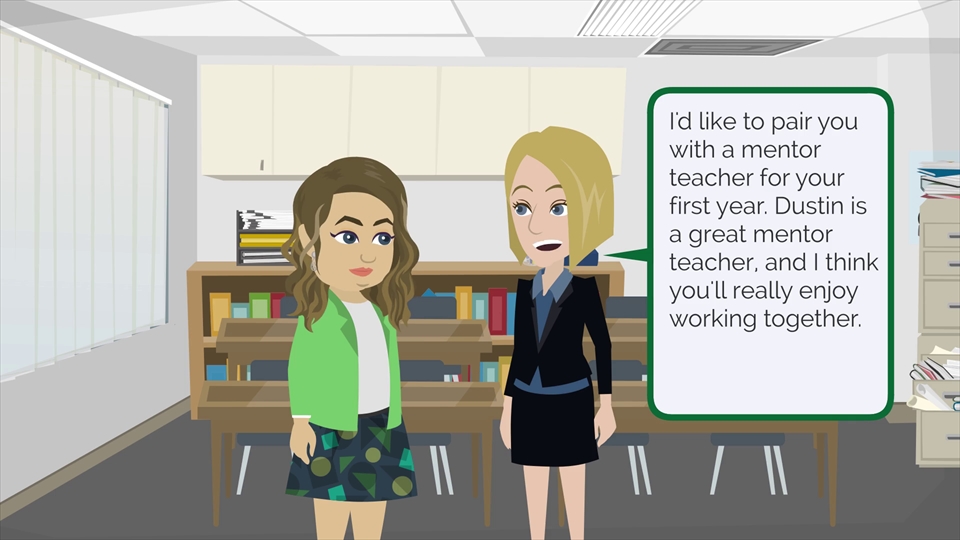 I'd like to pair you
with a mentor
teacher for your
first year. Dustin is
a great mentor
teacher, and I think
you'll really enjoy
working together.